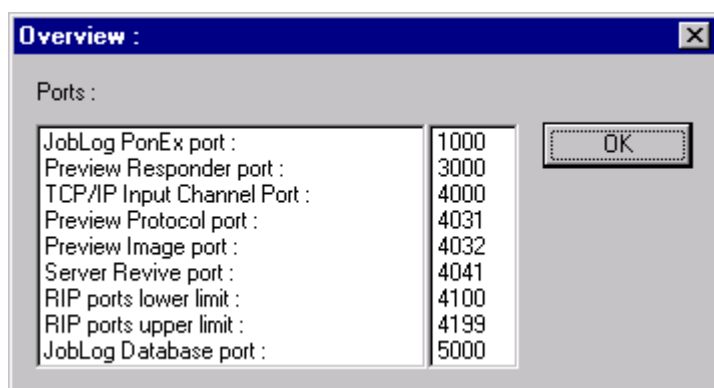 Overview :
Ports :
JobLog PonEx port : 1000
Preview Responder port : 3000
TCP/IP Input Channel Port : 4000
Preview Protocol port : 4031
Preview Image port : 4032
Server Revive port : 4041
RIP ports lower limit : 4100
RIP ports upper limit : 4199
JobLog Database port : 5000
OK